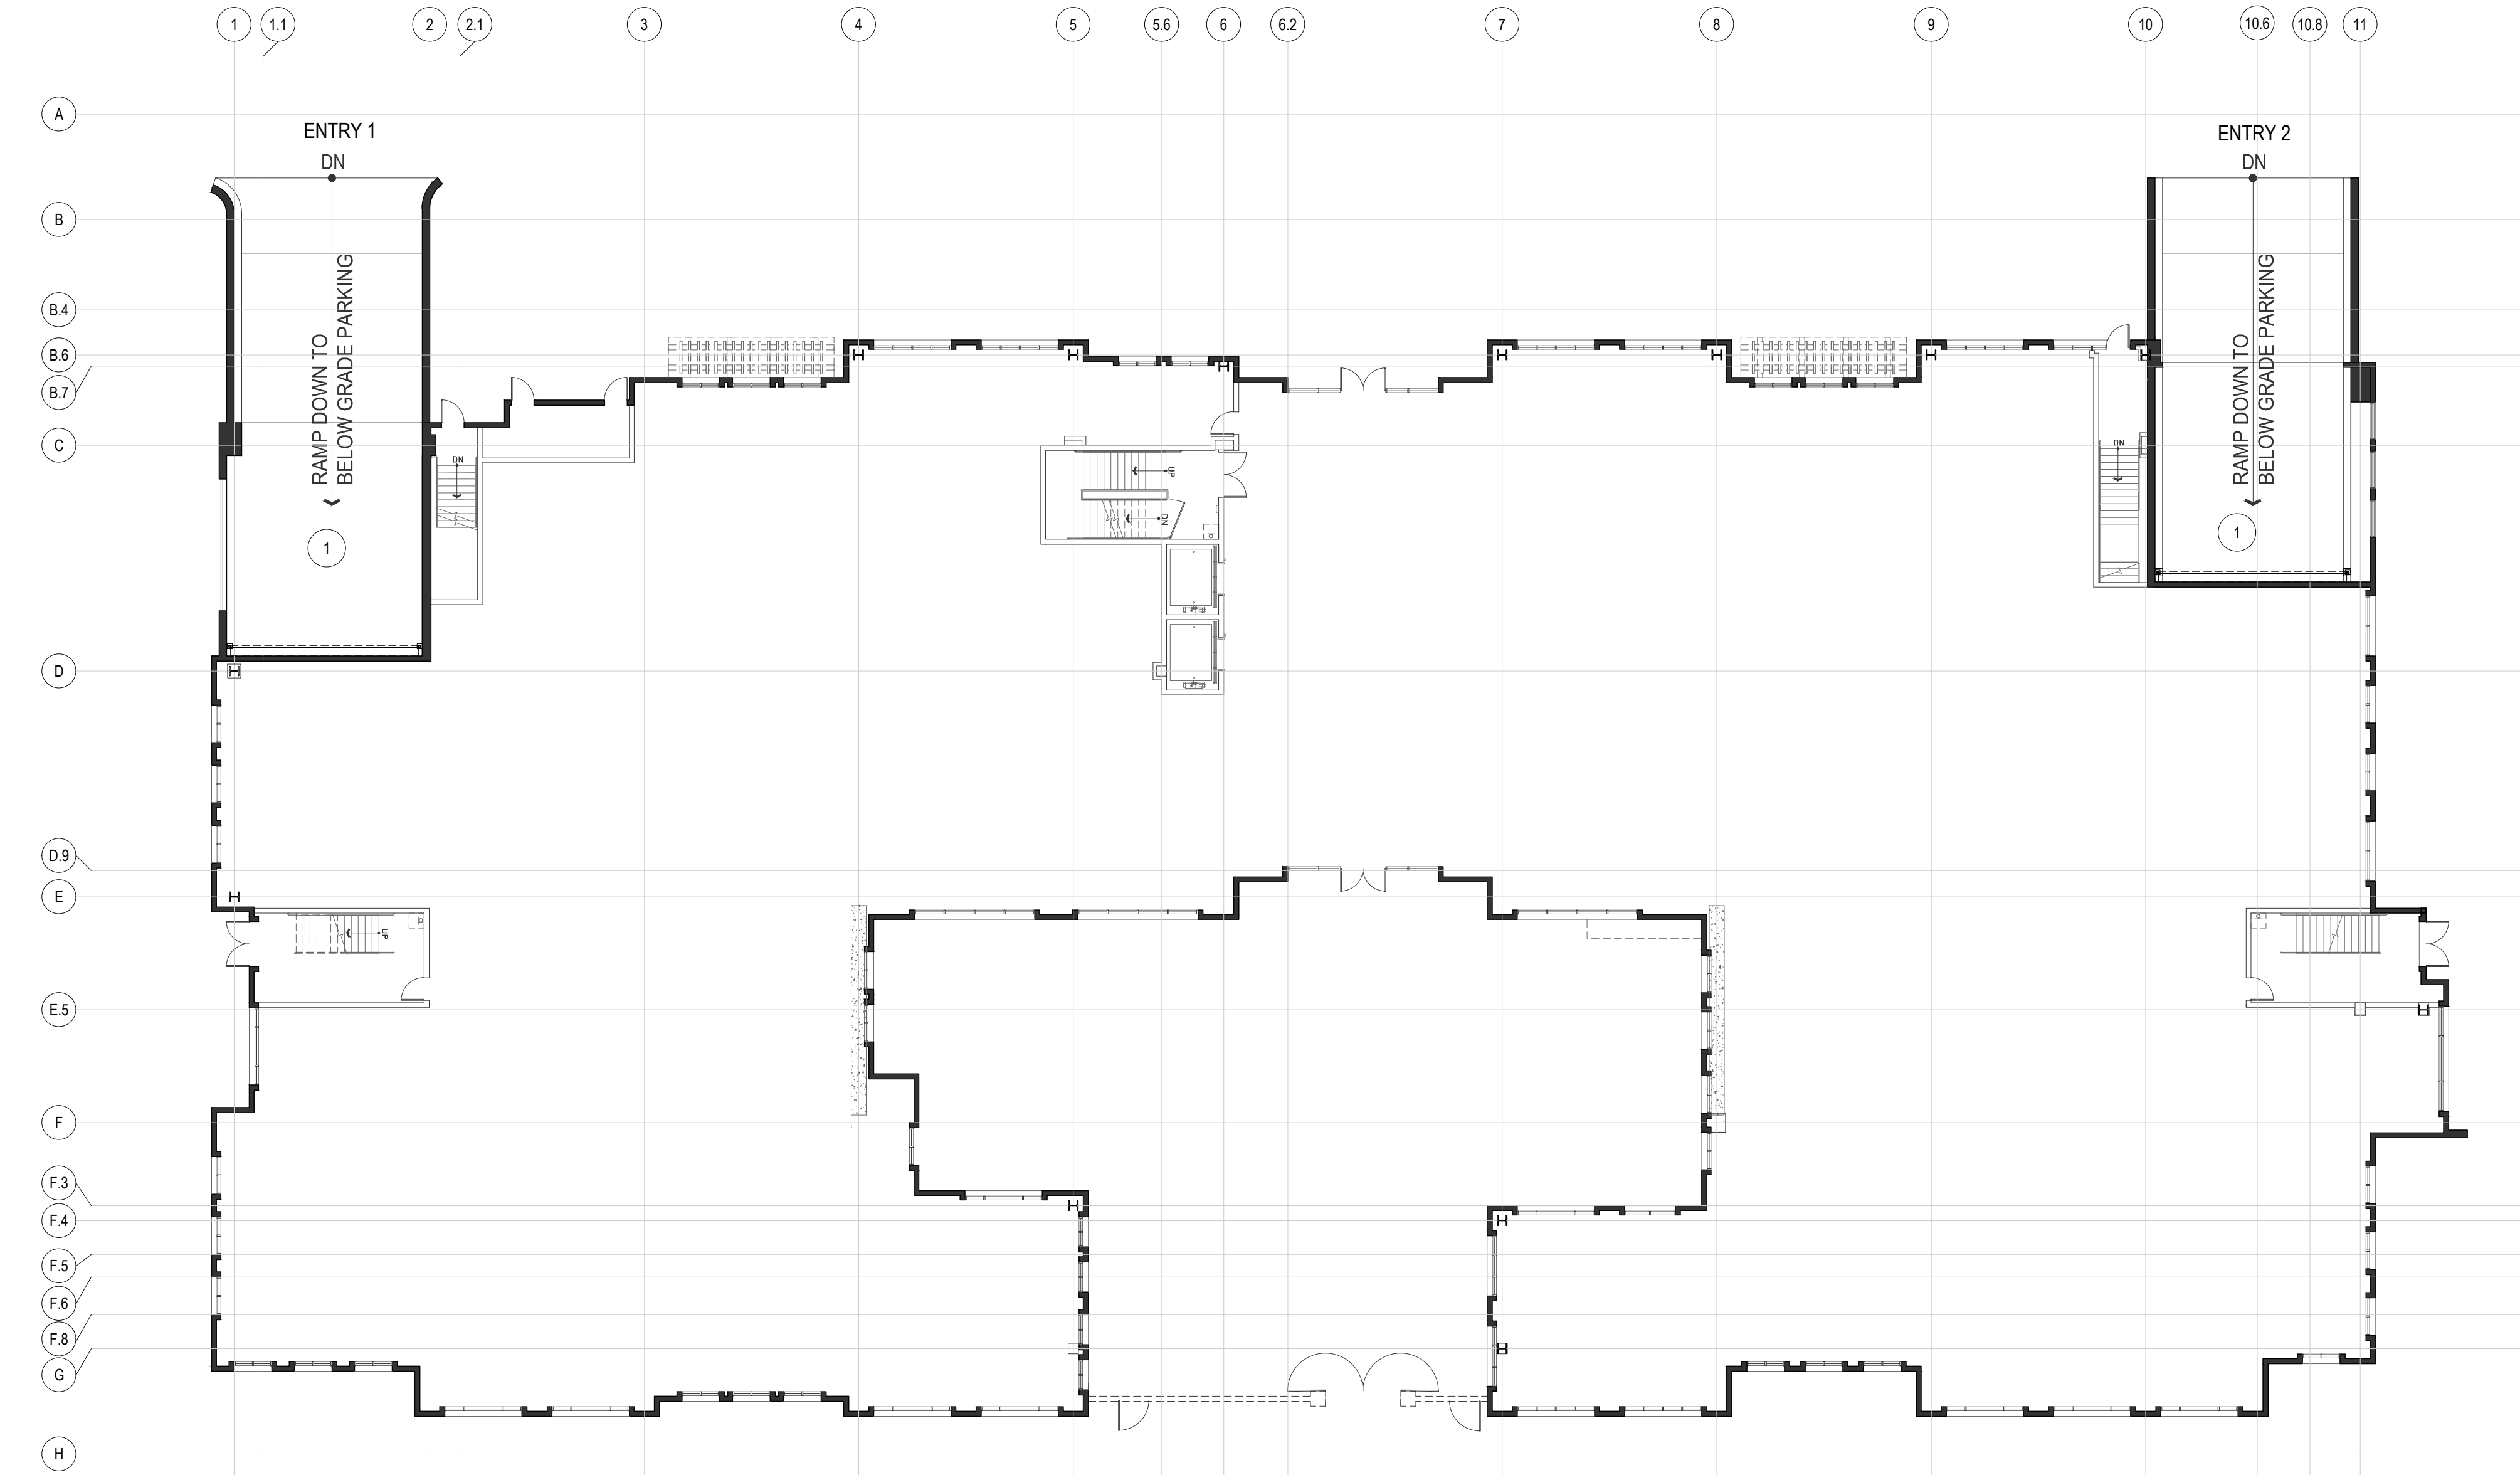 1
1.1
2
2.1
3
4
5
5.6
6
6.2
7
8
9
10
10.6
10.8
11
A
ENTRY 1
DN
ENTRY 2
DN
B
B.4
B.6
B.7
RAMP DOWN TO
BELOW GRADE PARKING
RAMP DOWN TO
BELOW GRADE PARKING
C
DN
UP
DN
DN
1
1
D
D.9
E
UP
E.5
F
F.3
F.4
F.5
F.6
F.8
G
H